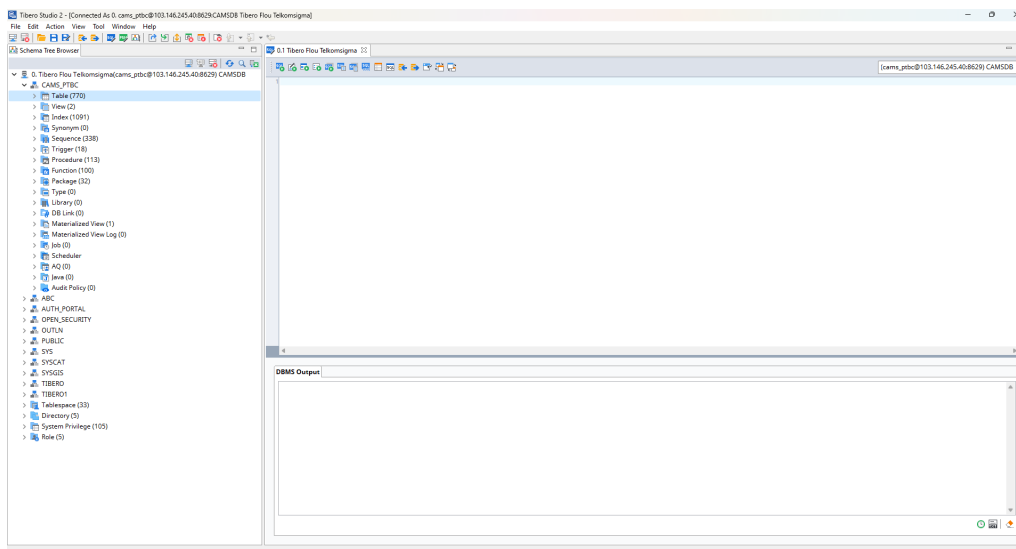 Tibero Studio 2 - [Connected As 0. cams_ptbc@103.146.245.40:8629:CAMSDB Tibero Flou Telkomsigma]
File Edit Action View Tool Window Help
Schema Tree Browser
0.1 Tibero Flou Telkomsigma
[cams_ptbc@103.146.245.40:8629) CAMSDB
0. Tibero Flou Telkomsigma(cams_ptbc@103.146.245.40:8629) CAMSDB
CAMS_PTBC
Table (770)
View (2)
Index (1091)
Synonym (0)
Sequence (338)
Trigger (18)
Procedure (113)
Function (100)
Package (32)
Type (0)
Library (0)
DB Link (0)
Materialized View (1)
Materialized View Log (0)
Job (0)
Scheduler
AQ (0)
Java (0)
Audit Policy (0)
ABC
AUTH_PORTAL
OPEN_SECURITY
OUTLN
PUBLIC
SYS
SYSCAT
SYSGIS
TIBERO
TIBERO1
Tablespace (33)
Directory (5)
System Privilege (105)
Role (5)
1
DBMS Output